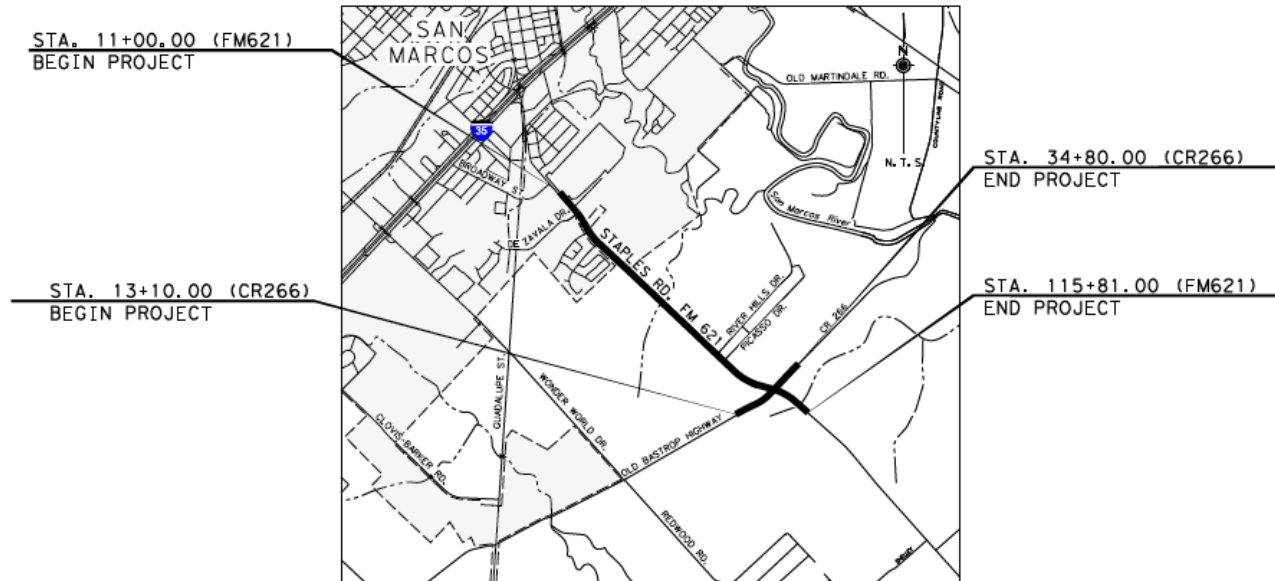 STA. 11+00.00 (FM621)
BEGIN PROJECT
SAN
MARCOS
N
OLD MARTINDALE RD.
COUNTYLINE ROAD
35
N.T.S.
STA. 34+80.00 (CR266)
END PROJECT
BROADWAY ST.
San Marcos River
DE ZAVALA DR.
STAPLES RD. FM 621
STA. 13+10.00 (CR266)
BEGIN PROJECT
RIVER HILLS DR.
PICASSO DR.
CR 266
STA. 115+81.00 (FM621)
END PROJECT
GUADALUPE ST.
WONDER WORLD DR.
CLOVIS-BARKER RD.
OLD BASTROP HIGHWAY
REDWOOD RD.